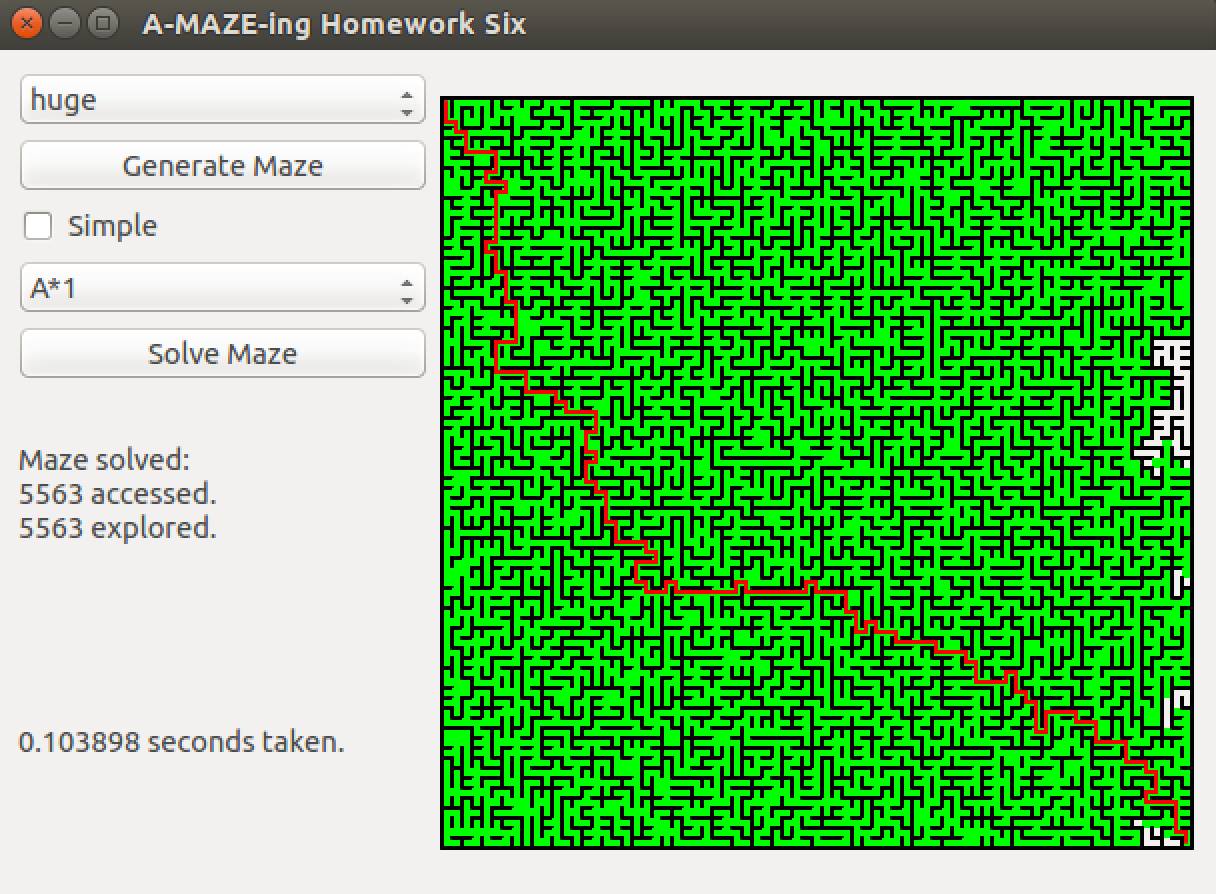 A-MAZE-ing Homework Six
huge
Generate Maze
Simple
A*1
Solve Maze
Maze solved:
5563 accessed.
5563 explored.
0.103898 seconds taken.